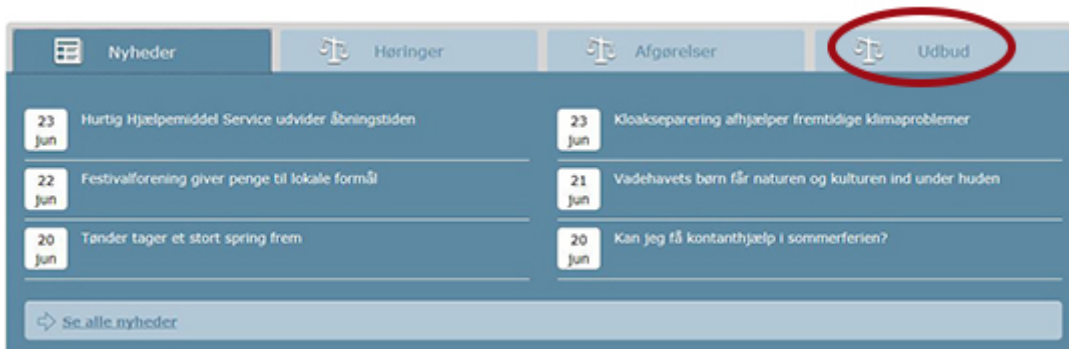 Nyheder
Høringer
Afgørelser
Udbud
23
jun
Hurtig Hjælpemiddel Service udvider åbningstiden
22
jun
Festivalforening giver penge til lokale formål
20
jun
Tønder tager et stort spring frem
23
jun
Kloakseparering afhjælper fremtidige klimaproblemer
21
jun
Vadehavets børn får naturen og kulturen ind under huden
20
jun
Kan jeg få kontanthjælp i sommerferien?
Se alle nyheder